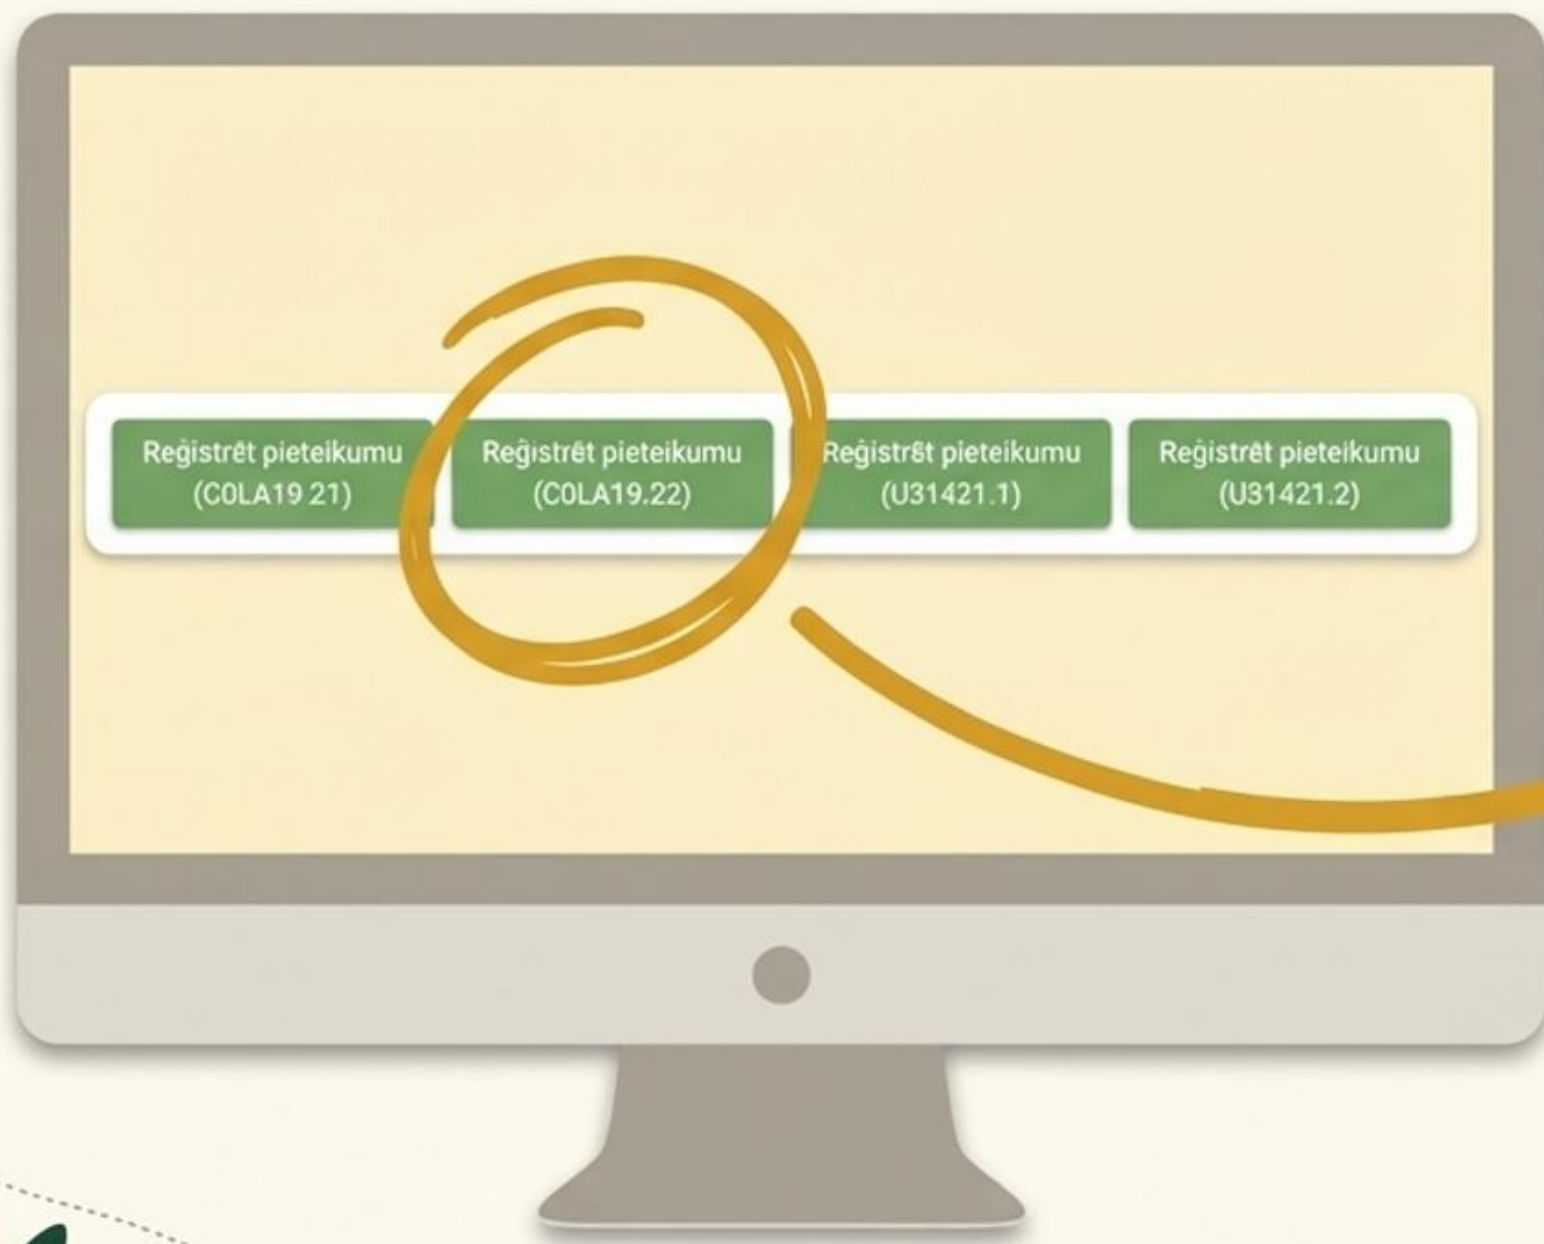 Reģistrēt pieteikumu
(C0LA19 21)
Reģistrēt pieteikumu
(C0LA19.22)
Reģistrēt pieteikumu
(U31421.1)
Reģistrēt pieteikumu
(U31421.2)